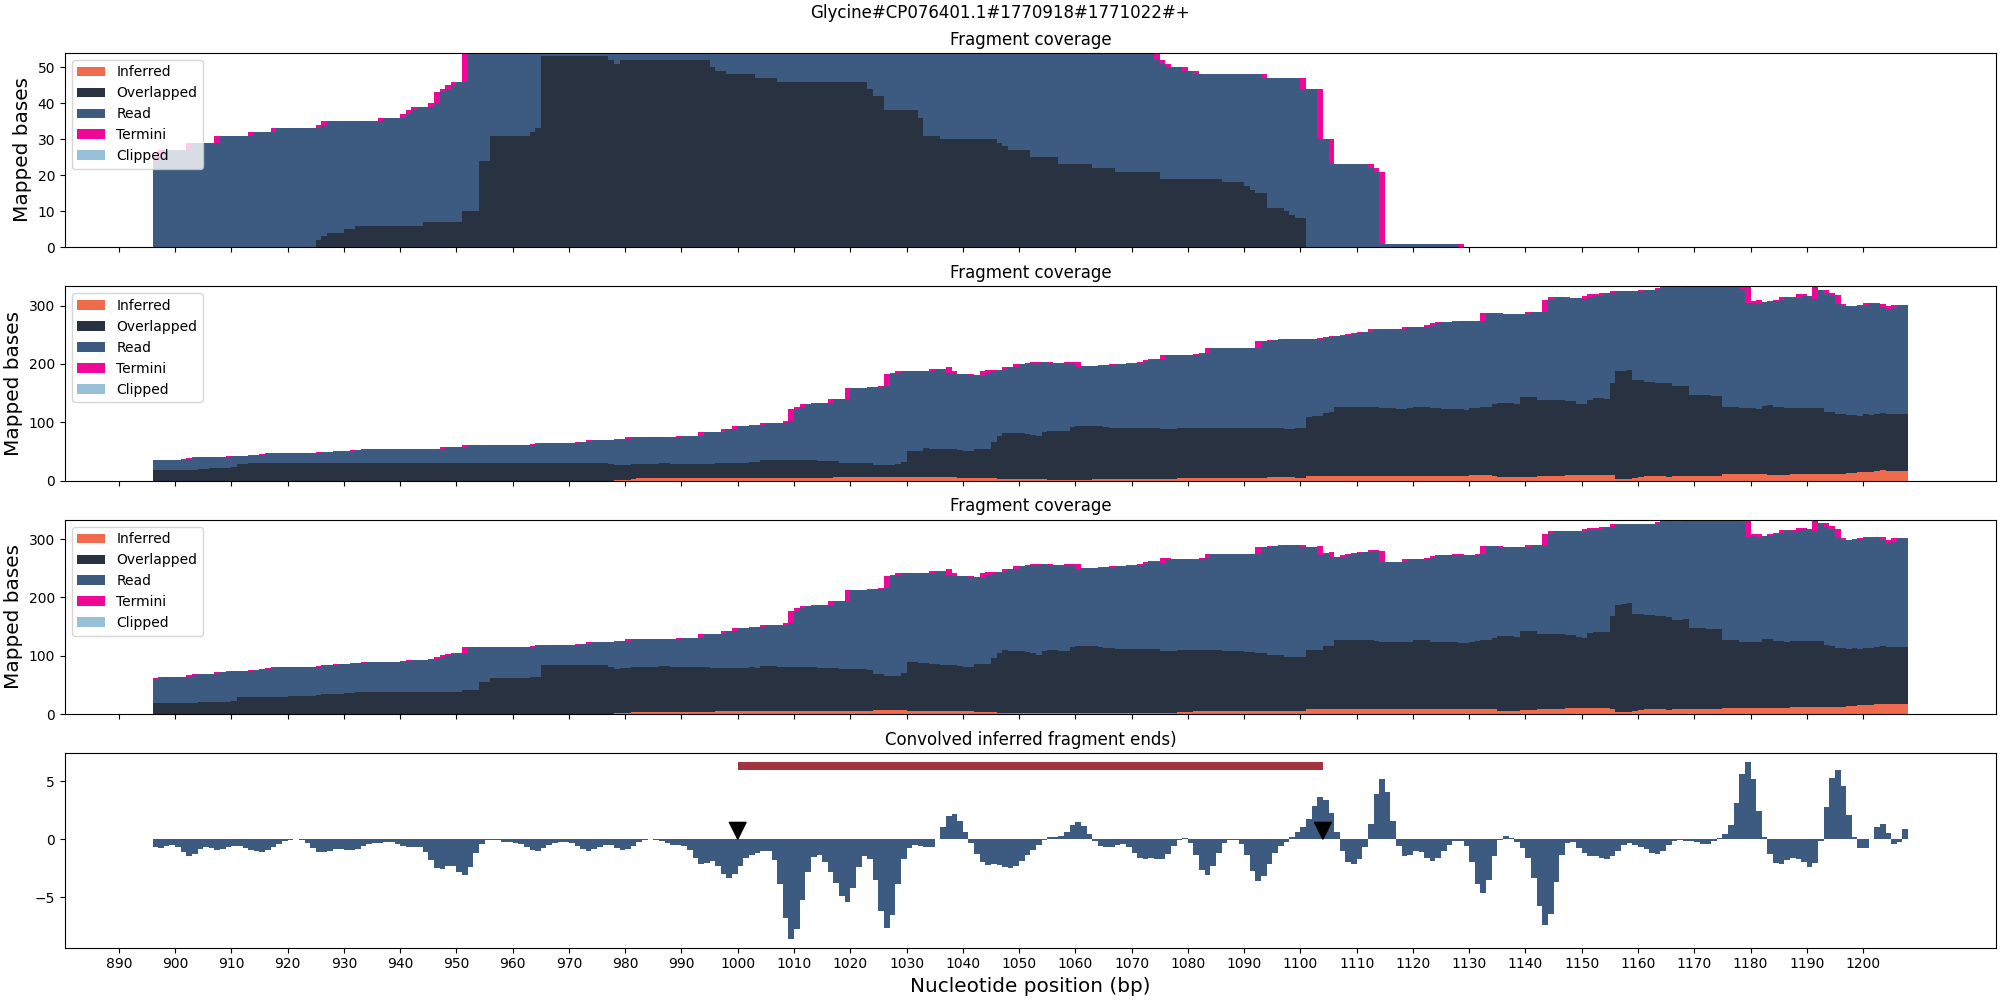 Glycine#CP076401.1#1770918#1771022#+
Fragment coverage
Mapped bases
50
40
30
20
10
0
Inferred
Overlapped
Read
Termini
Clipped
Fragment coverage
Mapped bases
300
200
100
0
Inferred
Overlapped
Read
Termini
Clipped
Fragment coverage
Mapped bases
300
200
100
0
Inferred
Overlapped
Read
Termini
Clipped
Convolved inferred fragment ends)
5
0
−5
890 900 910 920 930 940 950 960 970 980 990 1000 1010 1020 1030 1040 1050 1060 1070 1080 1090 1100 1110 1120 1130 1140 1150 1160 1170 1180 1190 1200
Nucleotide position (bp)